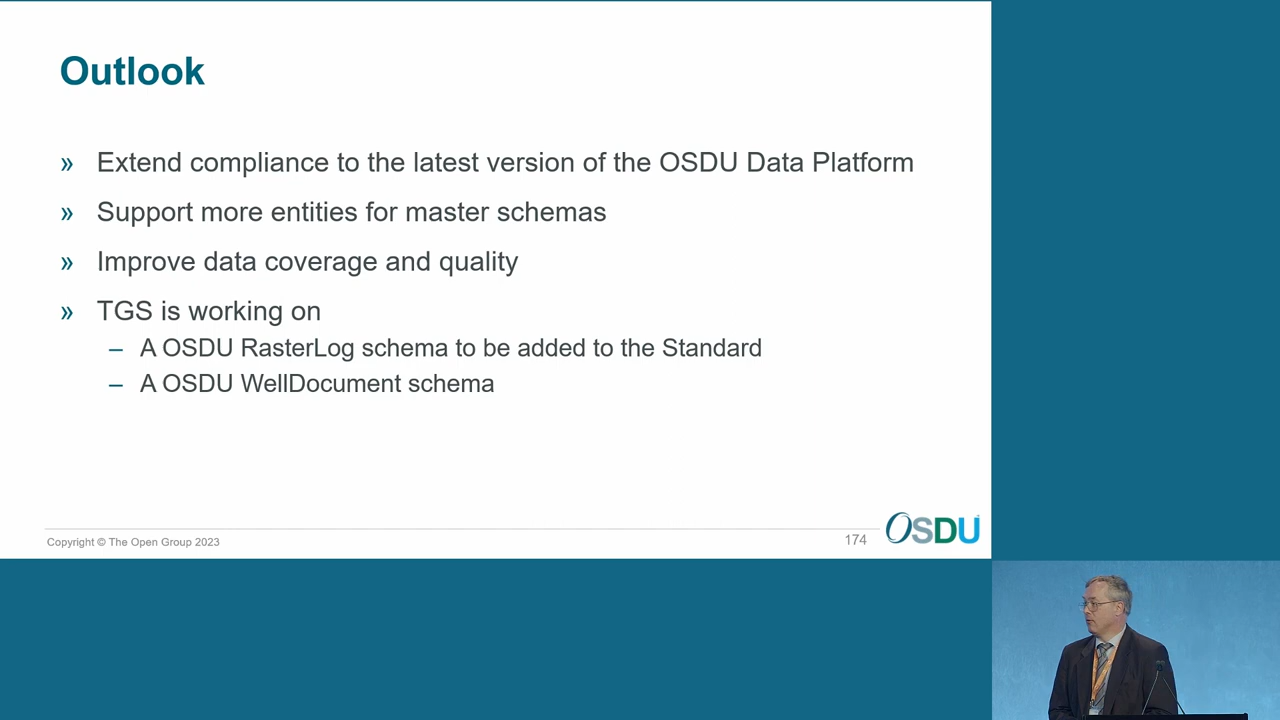 Outlook
» Extend compliance to the latest version of the OSDU Data Platform
» Support more entities for master schemas
» Improve data coverage and quality
» TGS is working on
– A OSDU RasterLog schema to be added to the Standard
– A OSDU WellDocument schema
Copyright © The Open Group 2023
174
OSDU